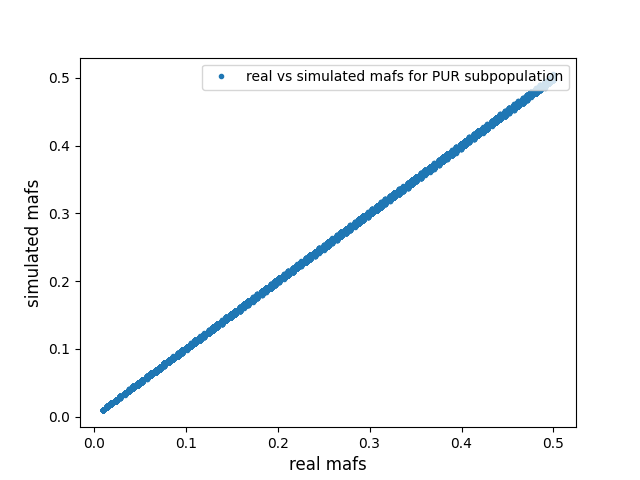 real vs simulated mafs for PUR subpopulation
0.5
0.4
0.3
0.2
0.1
0.0
simulated mafs
0.0 0.1 0.2 0.3 0.4 0.5
real mafs